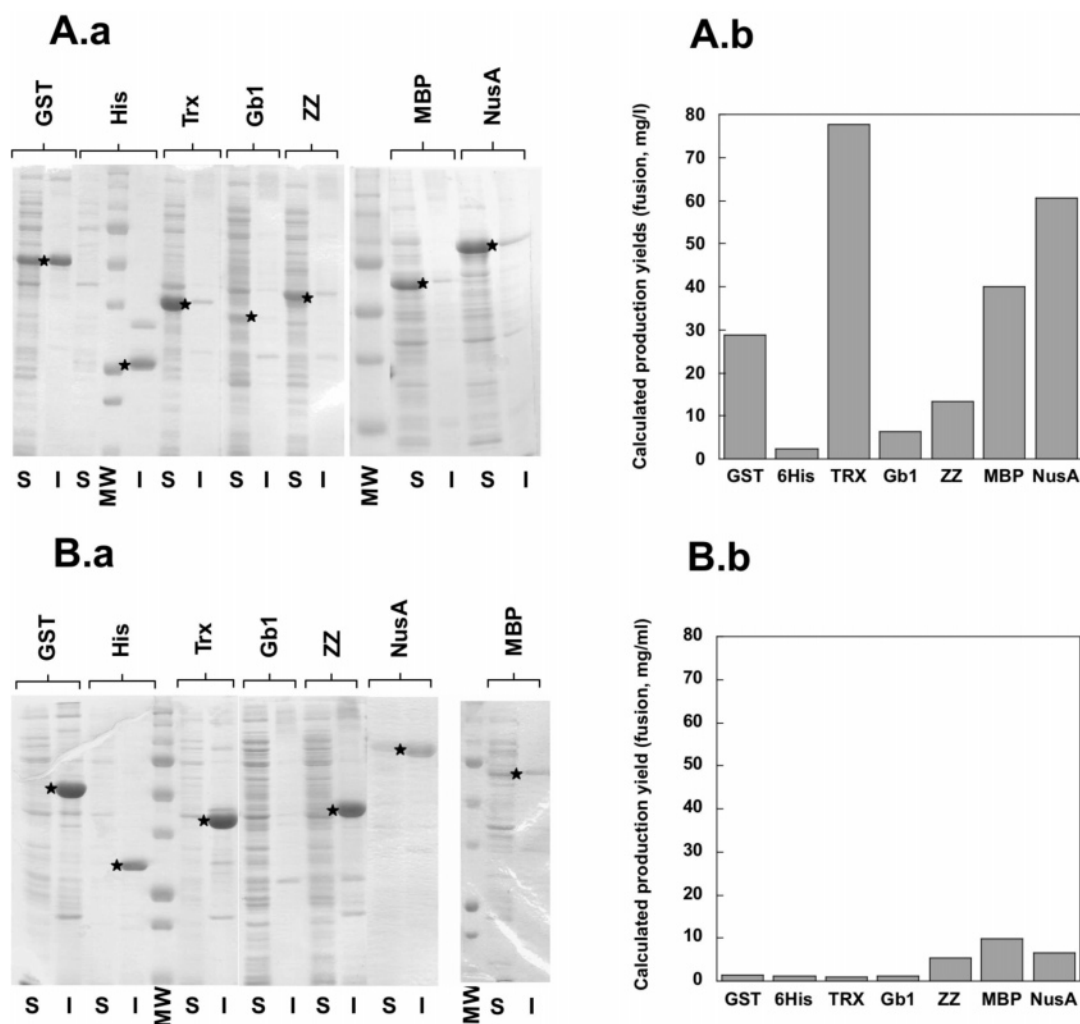 A.a
GST His Trx Gb1 ZZ MBP NusA
S I S MW I S I S I S I MW S I S I
A.b
Calculated production yields (fusion, mg/l)
80
70
60
50
40
30
20
10
0
GST 6His TRX Gb1 ZZ MBP NusA
B.a
GST His Trx Gb1 ZZ NusA MBP
S I S I MW S I S I S I S I MW S I
B.b
Calculated production yield (fusion, mg/ml)
80
70
60
50
40
30
20
10
0
GST 6His TRX Gb1 ZZ MBP NusA